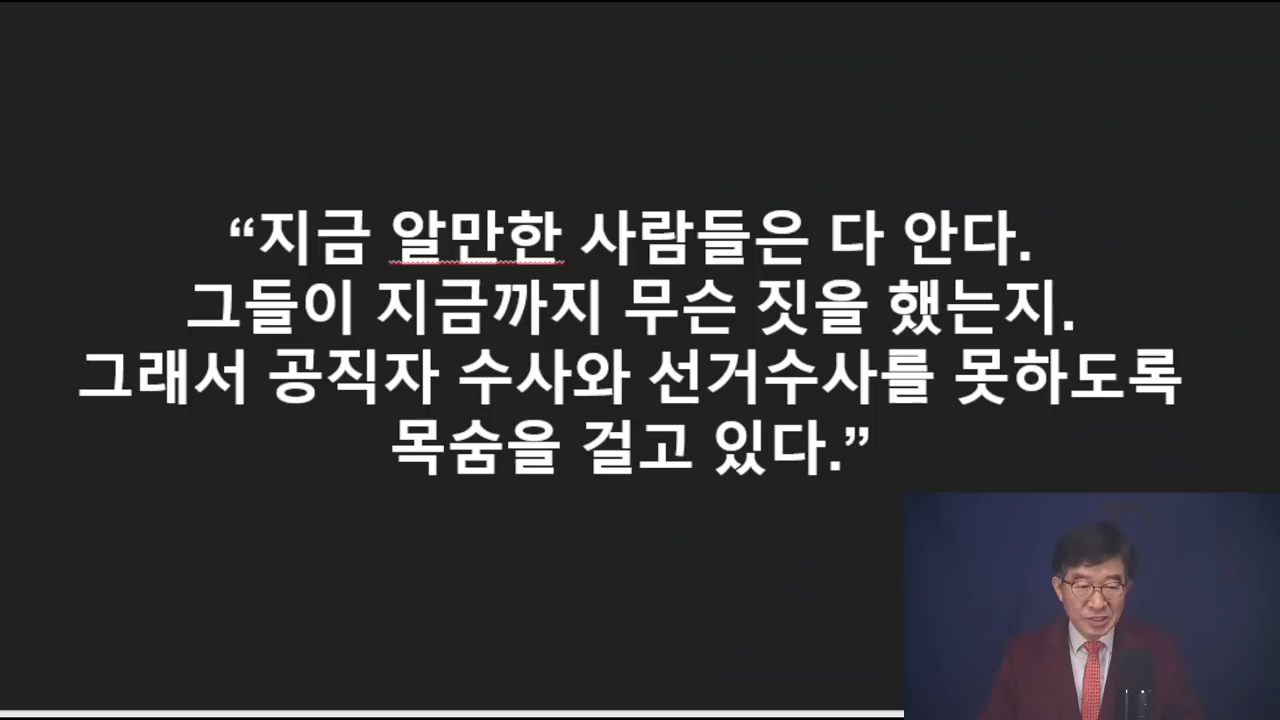 “지금 알만한 사람들은 다 안다.
그들이 지금까지 무슨 짓을 했는지.
그래서 공직자 수사와 선거수사를 못하도록
목숨을 걸고 있다.”